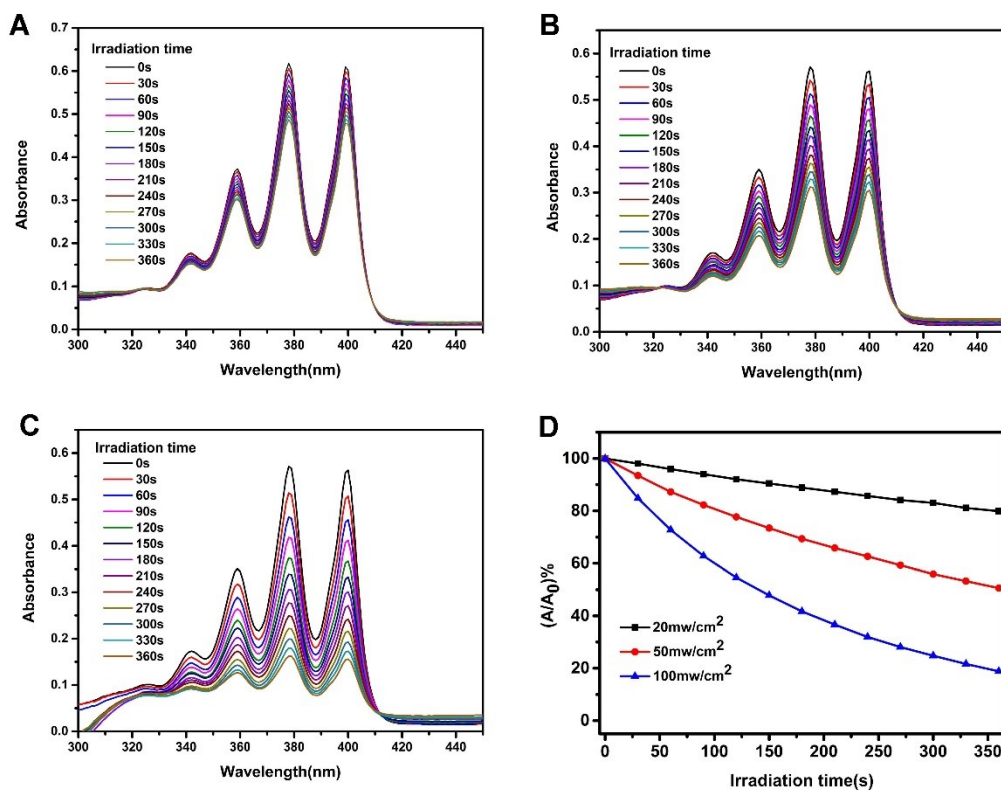 A
0.7
0.6
0.5
0.4
0.3
0.2
0.1
0.0
Absorbance
Irradiation time
0s
30s
60s
90s
120s
150s
180s
210s
240s
270s
300s
330s
360s
300 320 340 360 380 400 420 440
Wavelength(nm)
B
0.6
0.5
0.4
0.3
0.2
0.1
0.0
Absorbance
Irradiation time
0s
30s
60s
90s
120s
150s
180s
210s
240s
270s
300s
330s
360s
300 320 340 360 380 400 420 440
Wavelength(nm)
C
0.6
0.5
0.4
0.3
0.2
0.1
0.0
Absorbance
Irradiation time
0s
30s
60s
90s
120s
150s
180s
210s
240s
270s
300s
330s
360s
300 320 340 360 380 400 420 440
Wavelength(nm)
D
100
80
60
40
20
0
(A/A0)%
20mw/cm2
50mw/cm2
100mw/cm2
0 50 100 150 200 250 300 350
Irradiation time(s)